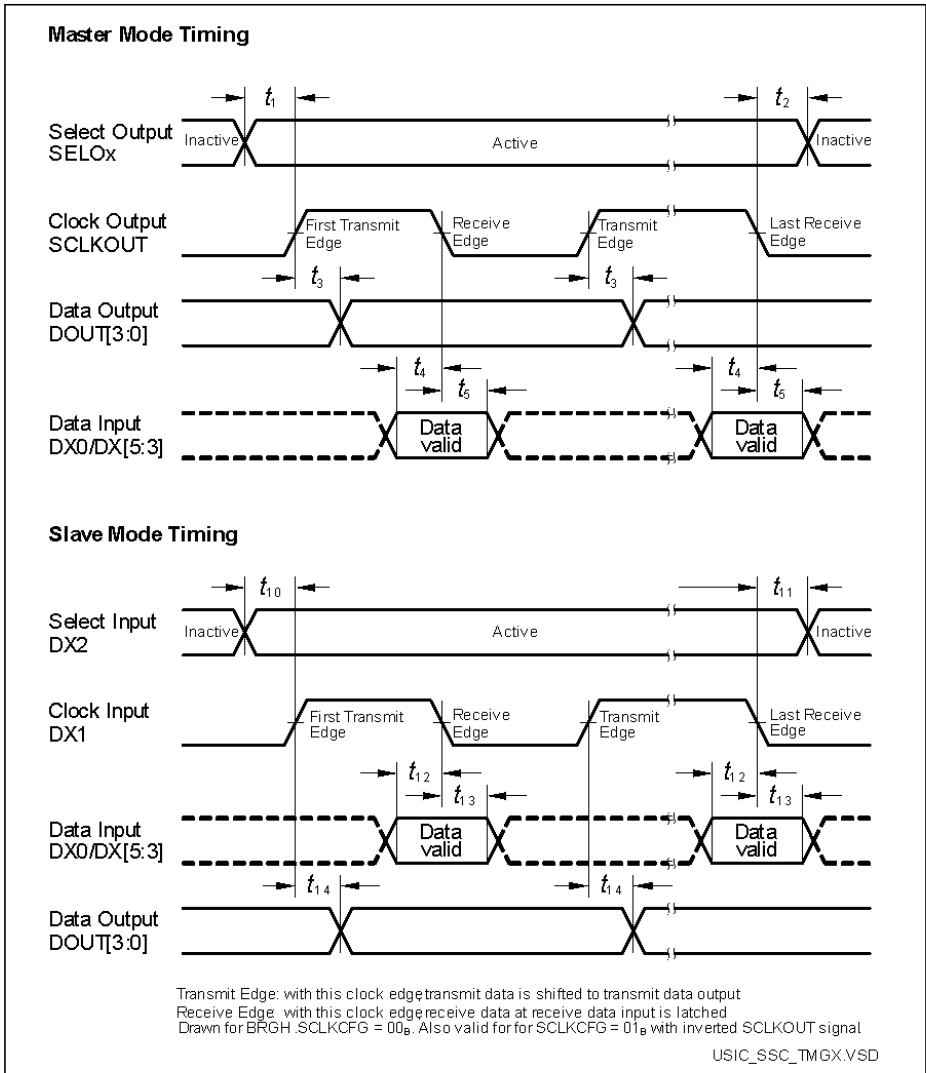 Master Mode Timing
t1
t2
Select Output
SELOx
Inactive
Active
Inactive
Clock Output
SCLKOUT
First Transmit
Edge
Receive
Edge
Transmit
Edge
Last Receive
Edge
t3
t3
Data Output
DOUT[3:0]
t4
t5
t4
t5
Data Input
DX0/DX[5:3]
Data
valid
Data
valid
Slave Mode Timing
t10
t11
Select Input
DX2
Inactive
Active
Inactive
Clock Input
DX1
First Transmit
Edge
Receive
Edge
Transmit
Edge
Last Receive
Edge
t12
t13
t12
t13
Data Input
DX0/DX[5:3]
Data
valid
Data
valid
t14
t14
Data Output
DOUT[3:0]
Transmit Edge: with this clock edge, transmit data is shifted to transmit data output
Receive Edge: with this clock edge, receive data at receive data input is latched
Drawn for BRGH .SCLKCFG = 00B. Also valid for for SCLKCFG = 01B with inverted SCLKOUT signal.
USIC_SSC_TMGX.VSD